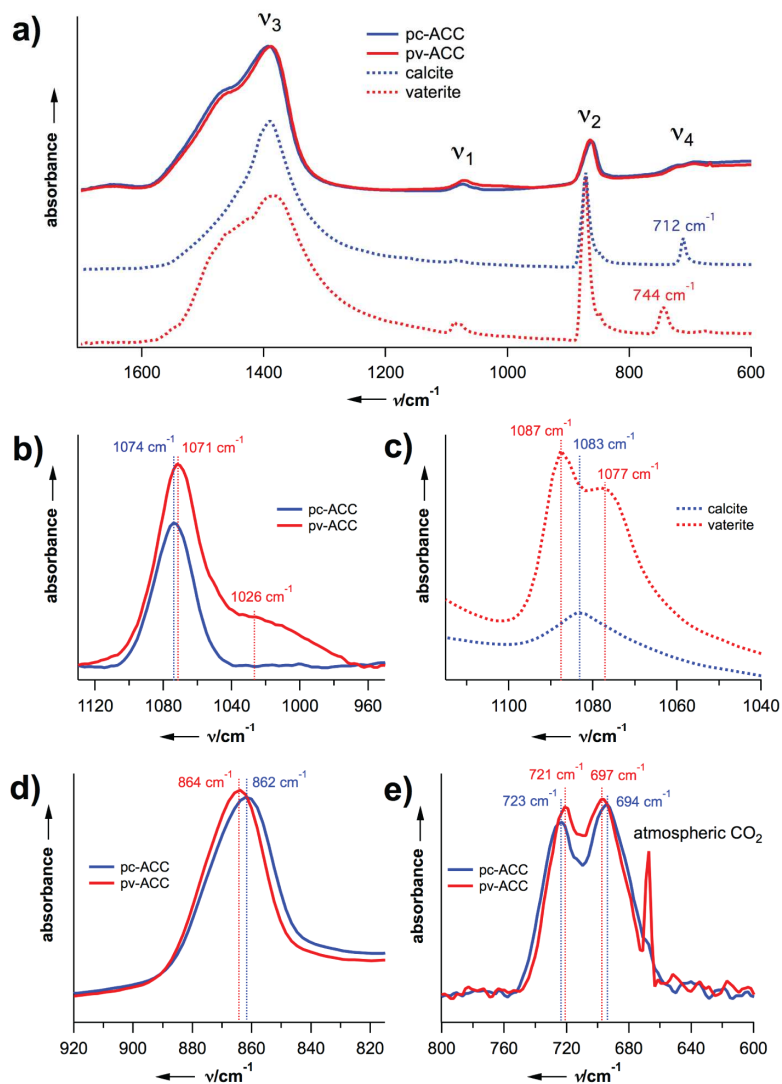 a)
ν3
pc-ACC
pv-ACC
calcite
vaterite
ν1
ν2
ν4
712 cm-1
744 cm-1
absorbance
1600
1400
1200
1000
800
600
ν/cm-1
b)
1074 cm-1
1071 cm-1
pc-ACC
pv-ACC
1026 cm-1
absorbance
1120
1080
1040
1000
960
ν/cm-1
c)
1087 cm-1
1083 cm-1
1077 cm-1
calcite
vaterite
absorbance
1100
1080
1060
1040
ν/cm-1
d)
864 cm-1
862 cm-1
pc-ACC
pv-ACC
absorbance
920
900
880
860
840
820
ν/cm-1
e)
721 cm-1
697 cm-1
723 cm-1
694 cm-1
atmospheric CO2
pc-ACC
pv-ACC
absorbance
800
760
720
680
640
600
ν/cm-1